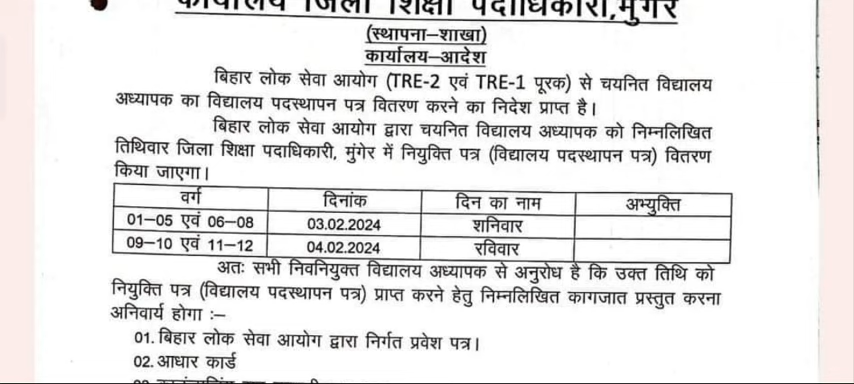 कार्यालय जिला शिक्षा पदाधिकारी, मुंगेर
(स्थापना–शाखा)
कार्यालय–आदेश
बिहार लोक सेवा आयोग (TRE-2 एवं TRE-1 पूरक) से चयनित विद्यालय
अध्यापक का विद्यालय पदस्थापन पत्र वितरण करने का निदेश प्राप्त है।
बिहार लोक सेवा आयोग द्वारा चयनित विद्यालय अध्यापक को निम्नलिखित
तिथिवार जिला शिक्षा पदाधिकारी, मुंगेर में नियुक्ति पत्र (विद्यालय पदस्थापन पत्र) वितरण
किया जाएगा।
वर्ग दिनांक दिन का नाम अभ्युक्ति
01–05 एवं 06–08 03.02.2024 शनिवार
09–10 एवं 11–12 04.02.2024 रविवार
अतः सभी निवनियुक्त विद्यालय अध्यापक से अनुरोध है कि उक्त तिथि को
नियुक्ति पत्र (विद्यालय पदस्थापन पत्र) प्राप्त करने हेतु निम्नलिखित कागजात प्रस्तुत करना
अनिवार्य होगा :–
01. बिहार लोक सेवा आयोग द्वारा निर्गत प्रवेश पत्र।
02. आधार कार्ड